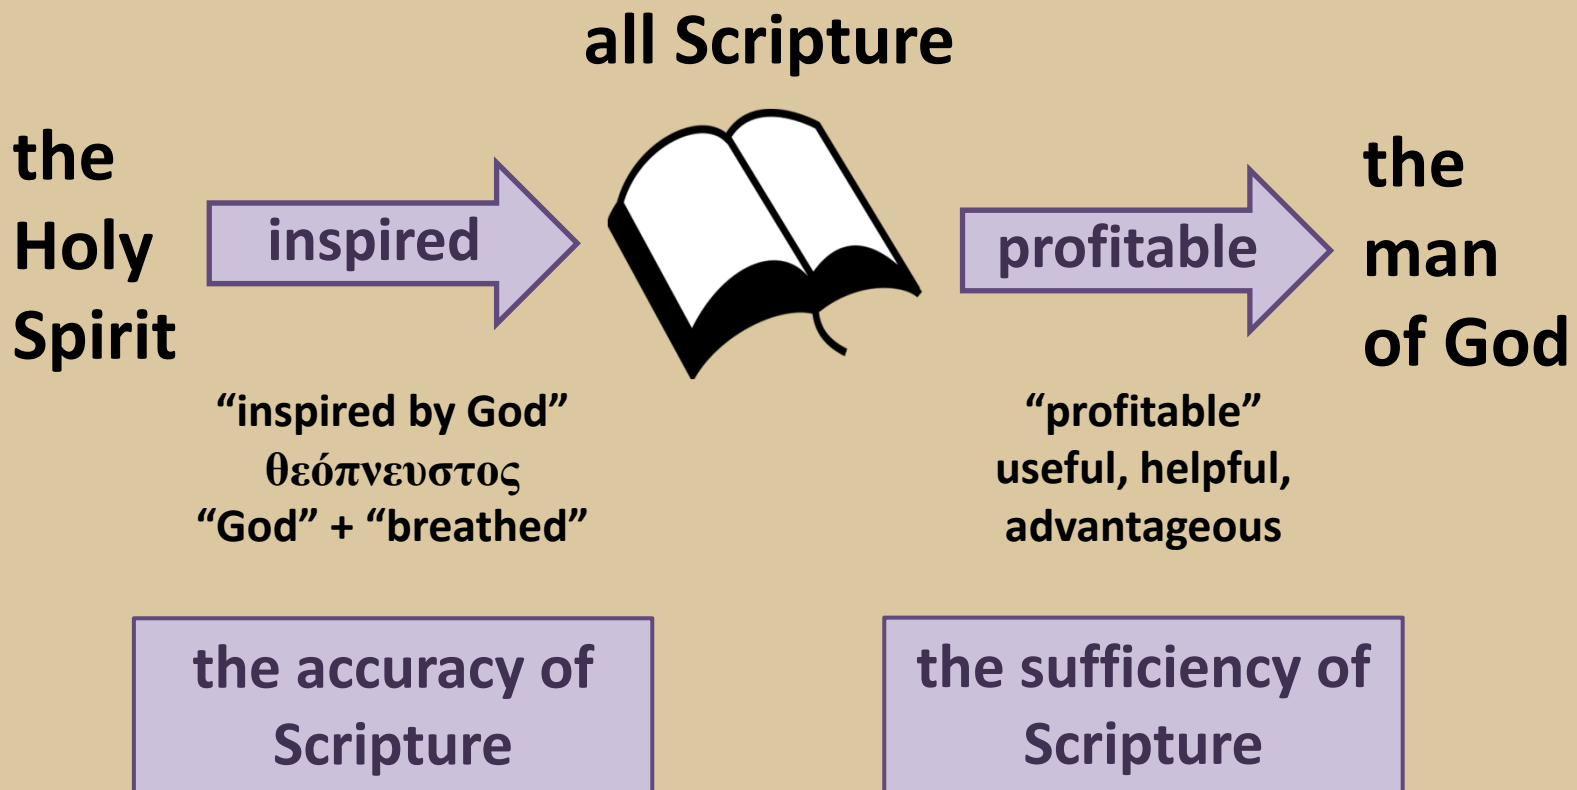 all Scripture
the
Holy
Spirit
inspired
profitable
the
man
of God
“inspired by God”
θεόπνευστος
“God” + “breathed”
“profitable”
useful, helpful,
advantageous
the accuracy of
Scripture
the sufficiency of
Scripture